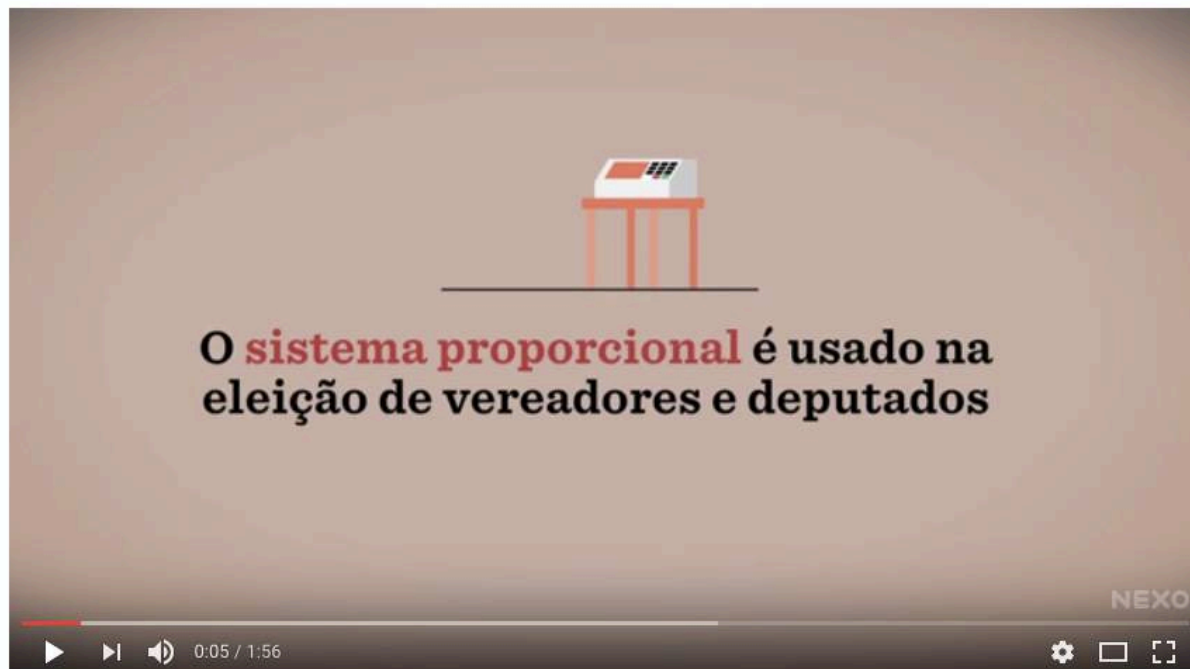 O sistema proporcional é usado na
eleição de vereadores e deputados
NEXO
0:05 / 1:56